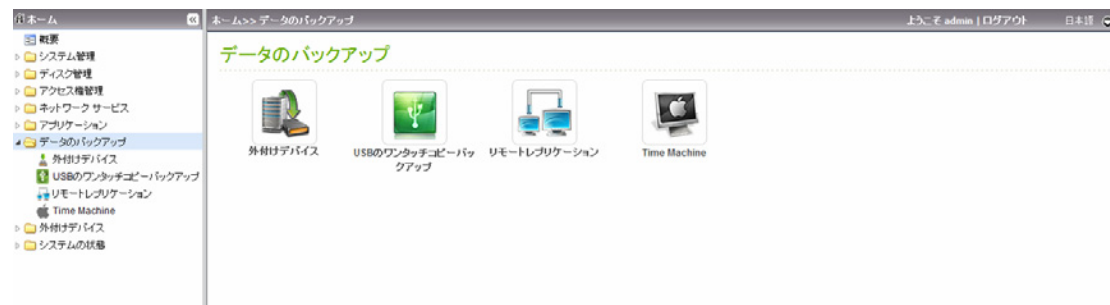 ホーム
概要
システム管理
ディスク管理
アクセス権管理
ネットワーク サービス
アプリケーション
データのバックアップ
外付けデバイス
USBのワンタッチコピーバックアップ
リモートレプリケーション
Time Machine
外付けデバイス
システムの状態
ホーム>> データのバックアップ
ようこそ admin | ログアウト
日本語
データのバックアップ
外付けデバイス
USBのワンタッチコピーバッ
クアップ
リモートレプリケーション
Time Machine